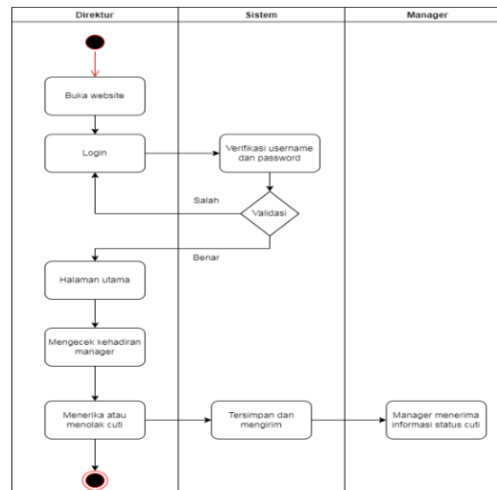 Direktur
Sistem
Manager
Buka website
Login
Verifikasi username
dan password
Salah
Validasi
Benar
Halaman utama
Mengecek kehadiran
manager
Menerika atau
menolak cuti
Tersimpan dan
mengirim
Manager menerima
informasi status cuti